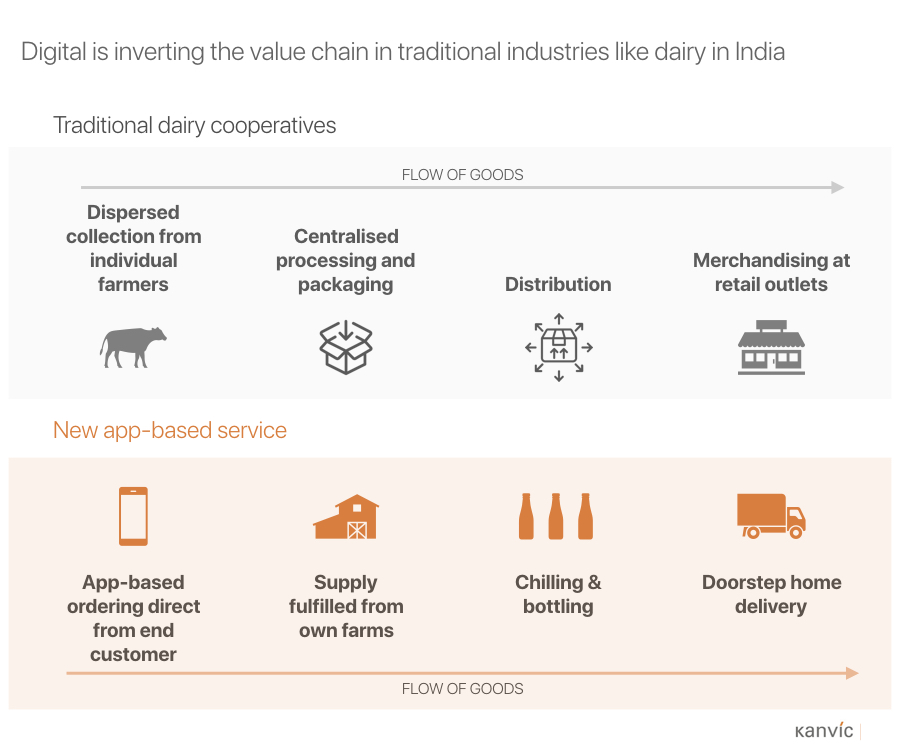 Digital is inverting the value chain in traditional industries like dairy in India
Traditional dairy cooperatives
FLOW OF GOODS
Dispersed
collection from
individual
farmers
Centralised
processing and
packaging
Distribution
Merchandising at
retail outlets
New app-based service
App-based
ordering direct
from end
customer
Supply
fulfilled from
own farms
Chilling &
bottling
Doorstep home
delivery
FLOW OF GOODS
kanvic